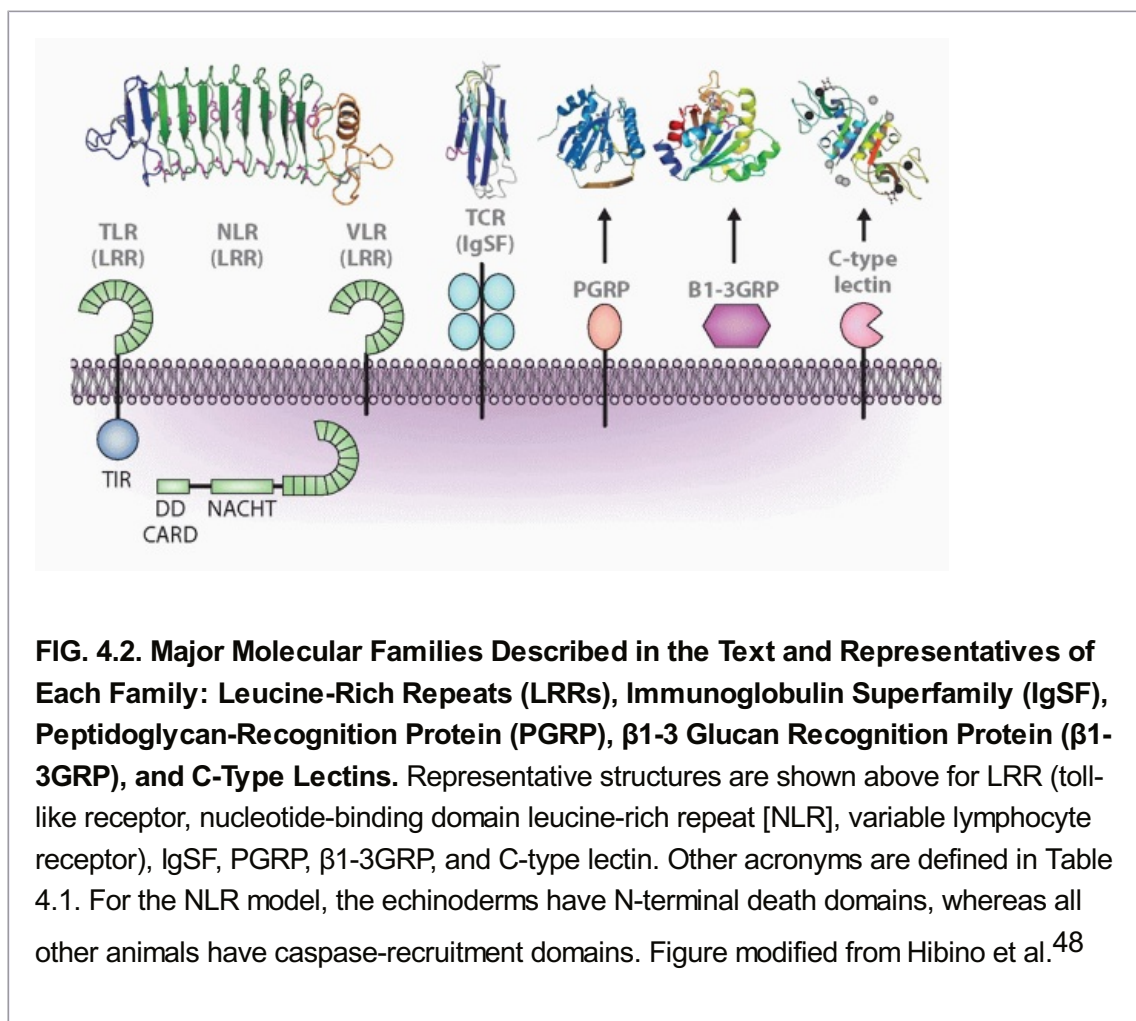 TLR
(LRR)
NLR
(LRR)
VLR
(LRR)
TCR
(IgSF)
PGRP
B1-3GRP
C-type
lectin
TIR
DD
CARD
NACHT
FIG. 4.2. Major Molecular Families Described in the Text and Representatives of
Each Family: Leucine-Rich Repeats (LRRs), Immunoglobulin Superfamily (IgSF),
Peptidoglycan-Recognition Protein (PGRP), β1-3 Glucan Recognition Protein (β1-
3GRP), and C-Type Lectins. Representative structures are shown above for LRR (toll-
like receptor, nucleotide-binding domain leucine-rich repeat [NLR], variable lymphocyte
receptor), IgSF, PGRP, β1-3GRP, and C-type lectin. Other acronyms are defined in Table
4.1. For the NLR model, the echinoderms have N-terminal death domains, whereas all
other animals have caspase-recruitment domains. Figure modified from Hibino et al.48